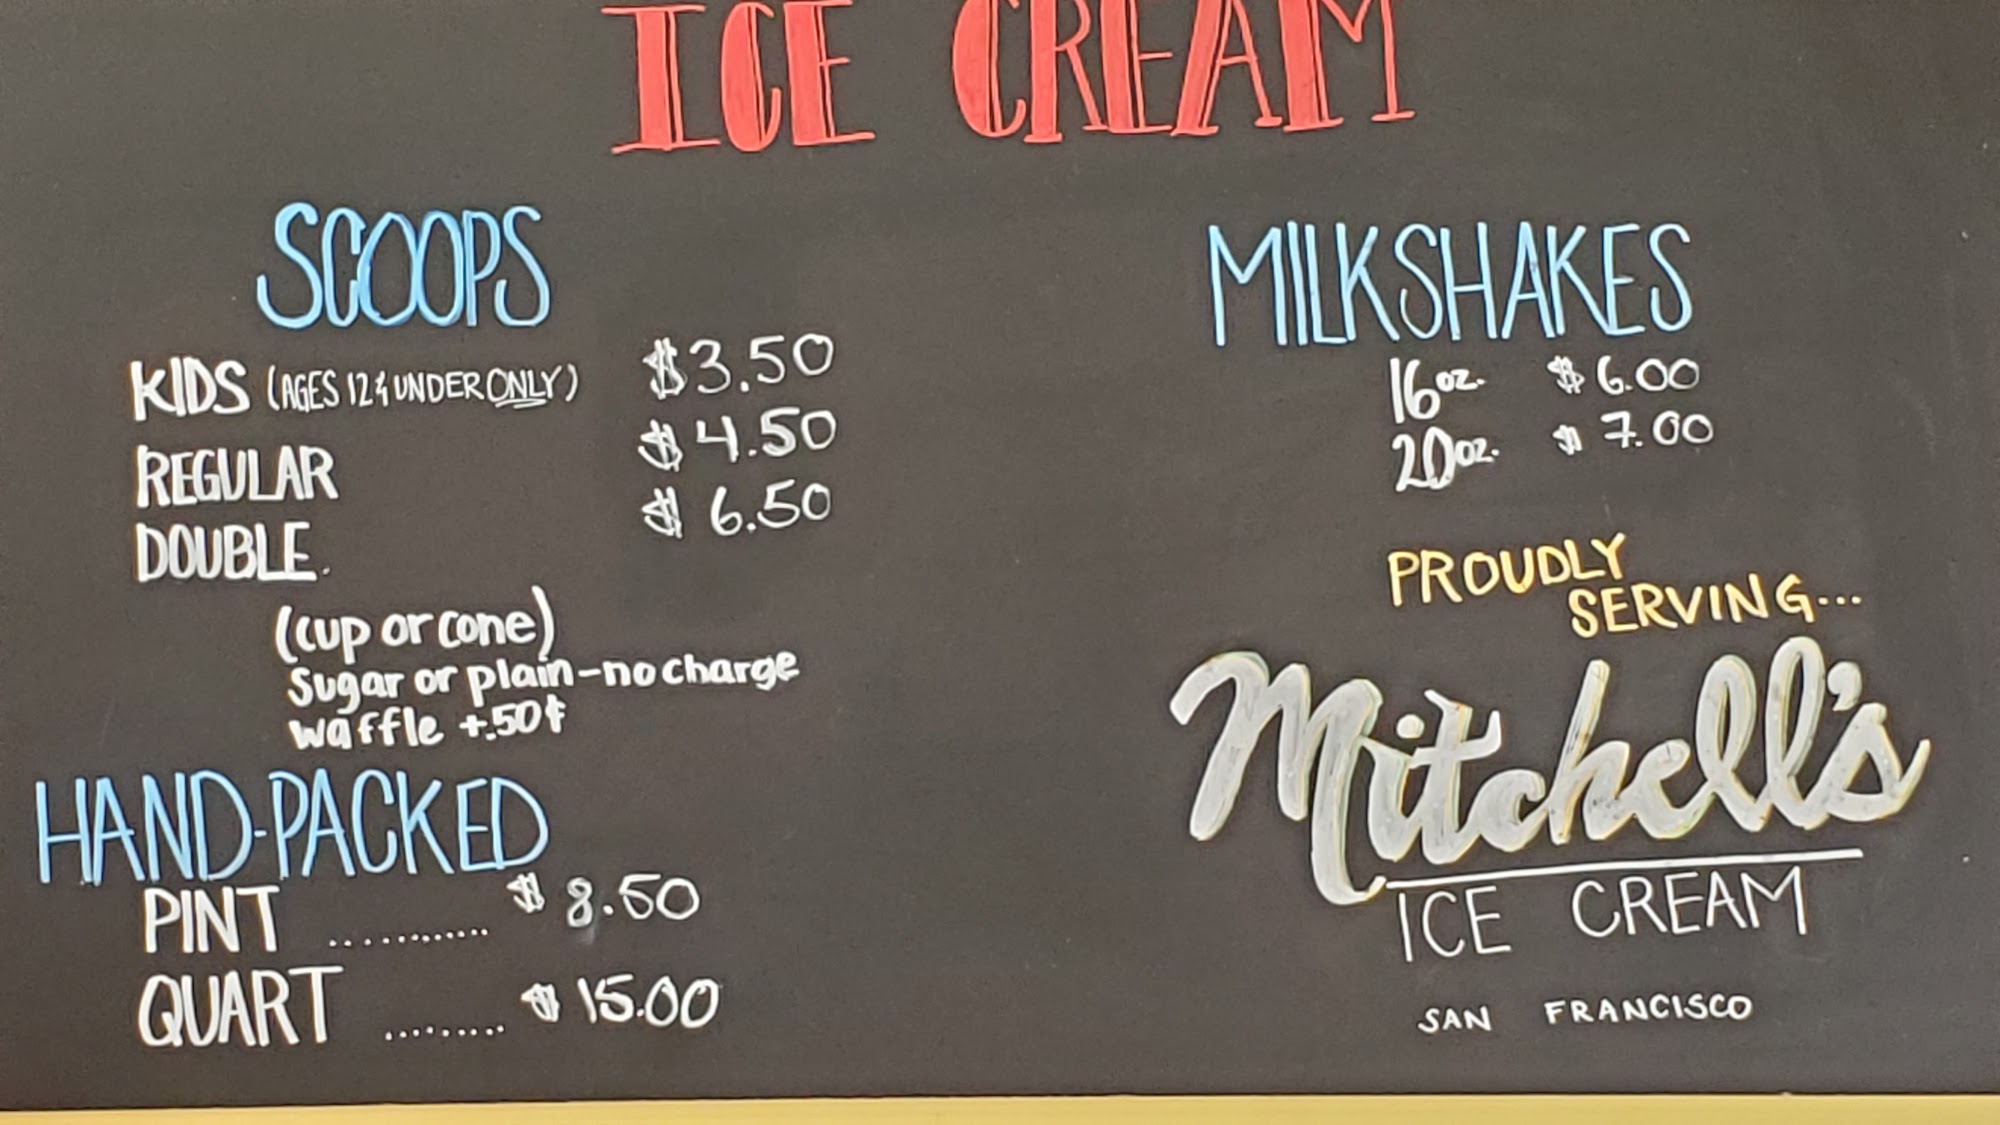 ICE CREAM
SCOOPS
KIDS (AGES 12 & UNDER ONLY) $3.50
REGULAR $4.50
DOUBLE. $6.50
(cup or cone)
Sugar or plain-no charge
waffle +.50¢
HAND-PACKED
PINT ............ $8.50
QUART ......... $15.00
MILKSHAKES
16oz. $6.00
20oz. $7.00
PROUDLY
SERVING...
Mitchell's
ICE CREAM
SAN FRANCISCO